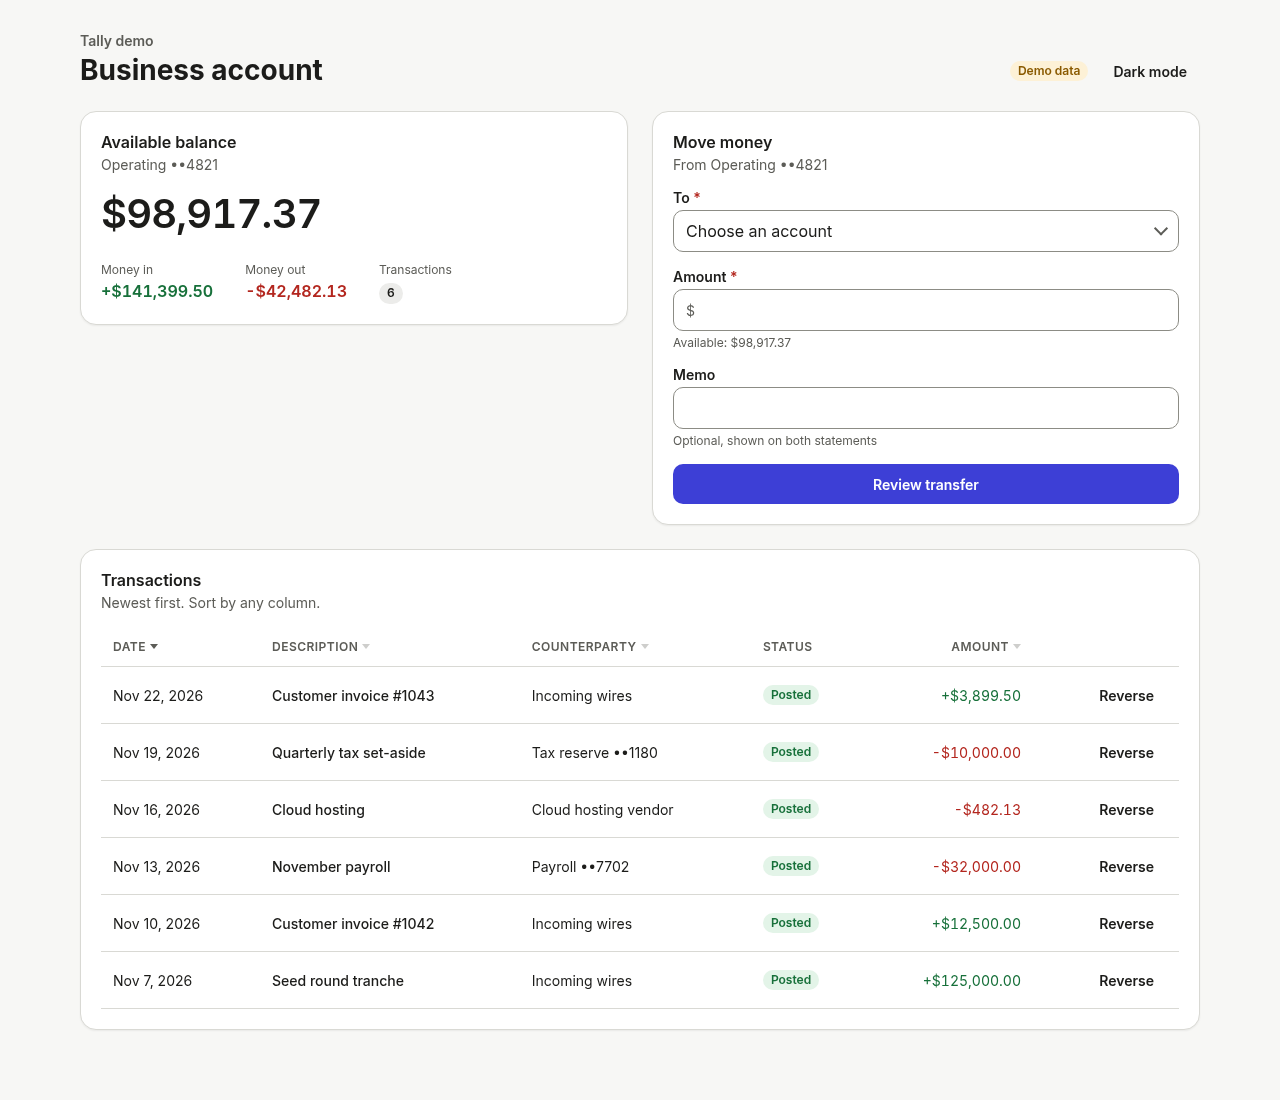 Tally demo
Business account
Demo data
Dark mode
Available balance
Operating ••4821
$98,917.37
Money in
Money out
Transactions
+$141,399.50
-$42,482.13
6
Move money
From Operating ••4821
To *
Choose an account
Amount *
$
Available: $98,917.37
Memo
Optional, shown on both statements
Review transfer
Transactions
Newest first. Sort by any column.
DATE DESCRIPTION COUNTERPARTY STATUS AMOUNT
Nov 22, 2026 Customer invoice #1043 Incoming wires Posted +$3,899.50 Reverse
Nov 19, 2026 Quarterly tax set-aside Tax reserve ••1180 Posted -$10,000.00 Reverse
Nov 16, 2026 Cloud hosting Cloud hosting vendor Posted -$482.13 Reverse
Nov 13, 2026 November payroll Payroll ••7702 Posted -$32,000.00 Reverse
Nov 10, 2026 Customer invoice #1042 Incoming wires Posted +$12,500.00 Reverse
Nov 7, 2026 Seed round tranche Incoming wires Posted +$125,000.00 Reverse